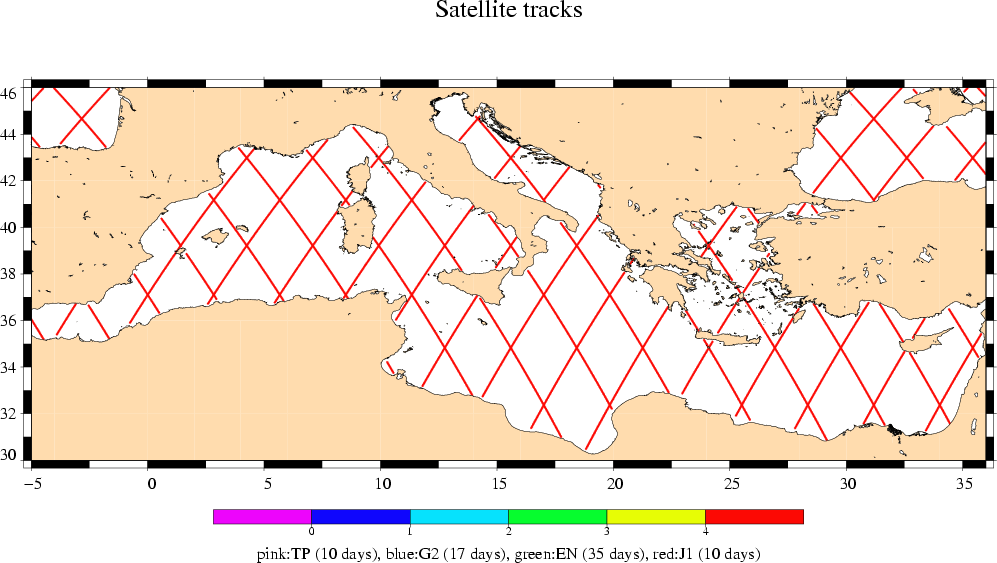 Satellite tracks
46
44
42
40
38
36
34
32
30
−5 0 5 10 15 20 25 30 35
0 1 2 3 4
pink:TP (10 days), blue:G2 (17 days), green:EN (35 days), red:J1 (10 days)